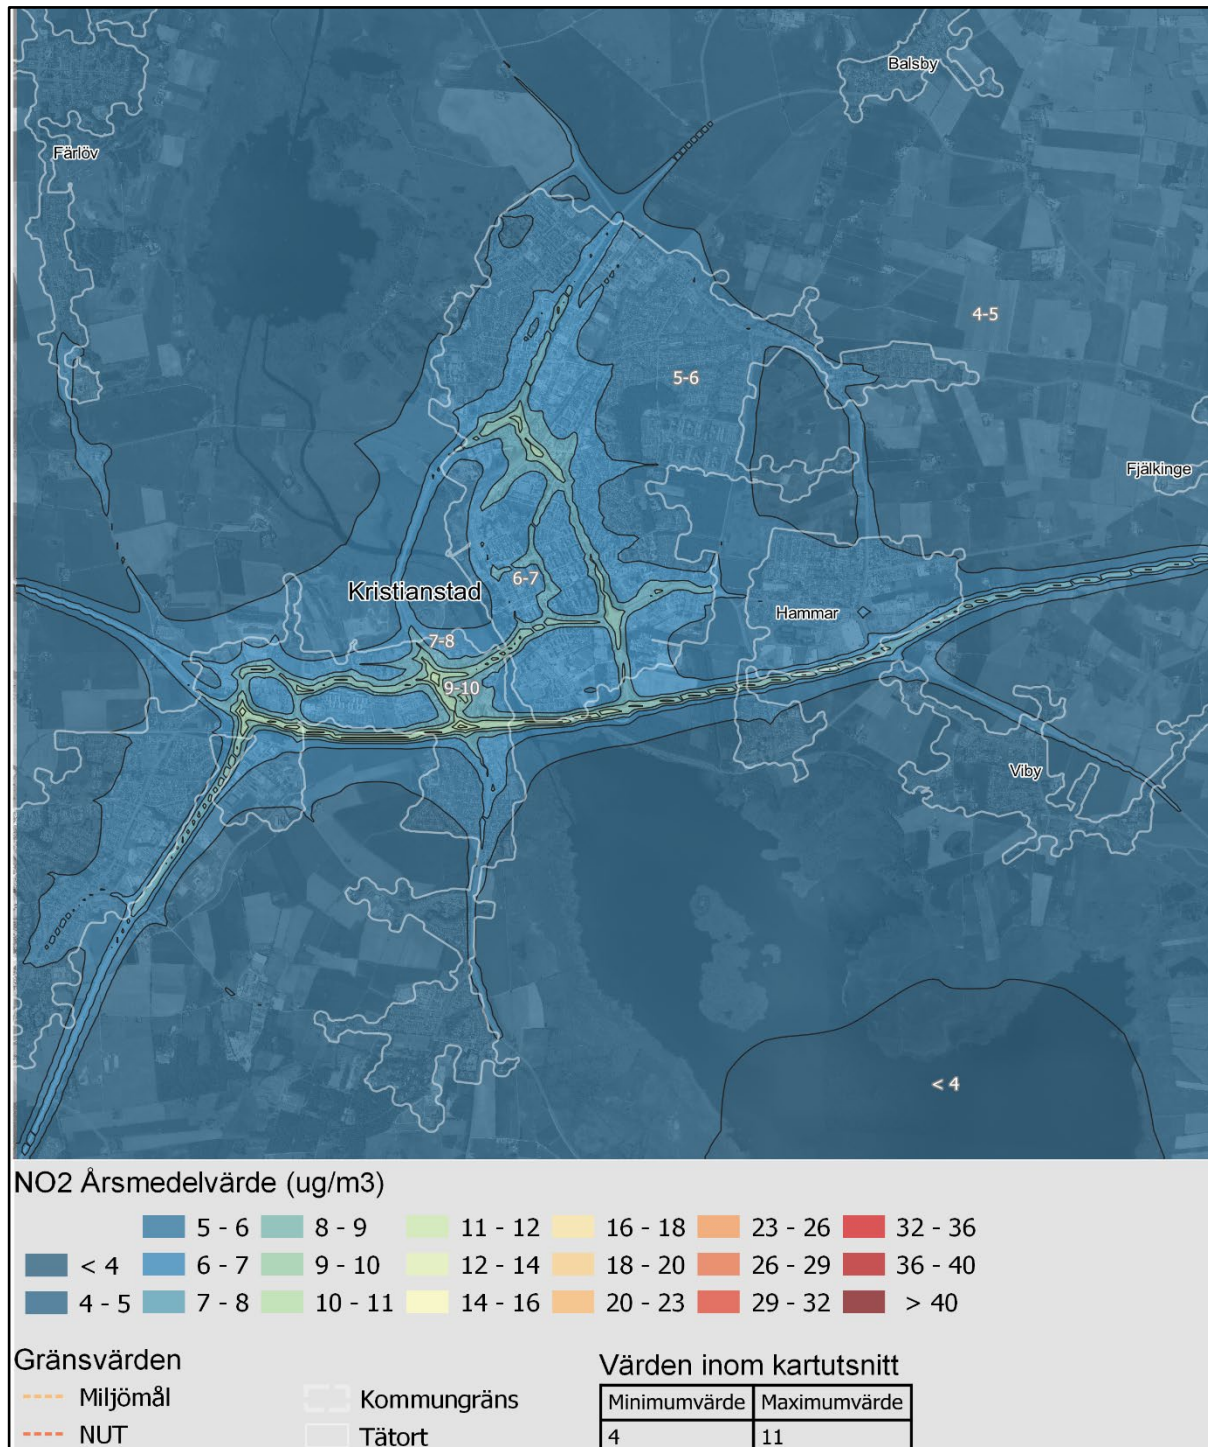 Balsby
Färlöv
4-5
5-6
Fjälkinge
6-7
Kristianstad
Hammar
7-8
9-10
Viby
< 4
NO2 Årsmedelvärde (ug/m3)
5 - 6 8 - 9 11 - 12 16 - 18 23 - 26 32 - 36
< 4 6 - 7 9 - 10 12 - 14 18 - 20 26 - 29 36 - 40
4 - 5 7 - 8 10 - 11 14 - 16 20 - 23 29 - 32 > 40
Gränsvärden Värden inom kartutsnitt
Miljömål Kommungräns Minimumvärde Maximumvärde
NUT Tätort 4 11